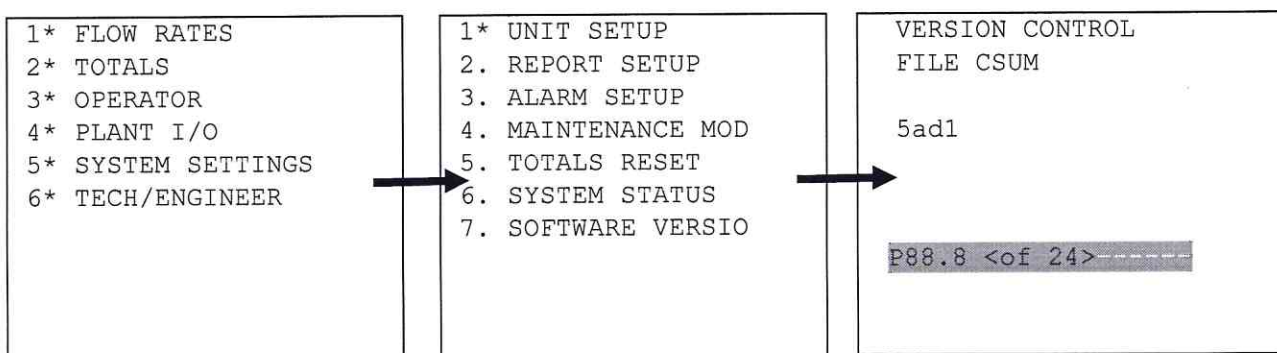 1* FLOW RATES
2* TOTALS
3* OPERATOR
4* PLANT I/O
5* SYSTEM SETTINGS
6* TECH/ENGINEER
1* UNIT SETUP
2. REPORT SETUP
3. ALARM SETUP
4. MAINTENANCE MOD
5. TOTALS RESET
6. SYSTEM STATUS
7. SOFTWARE VERSIO
VERSION CONTROL
FILE CSUM
5ad1
P88.8 <of 24>------